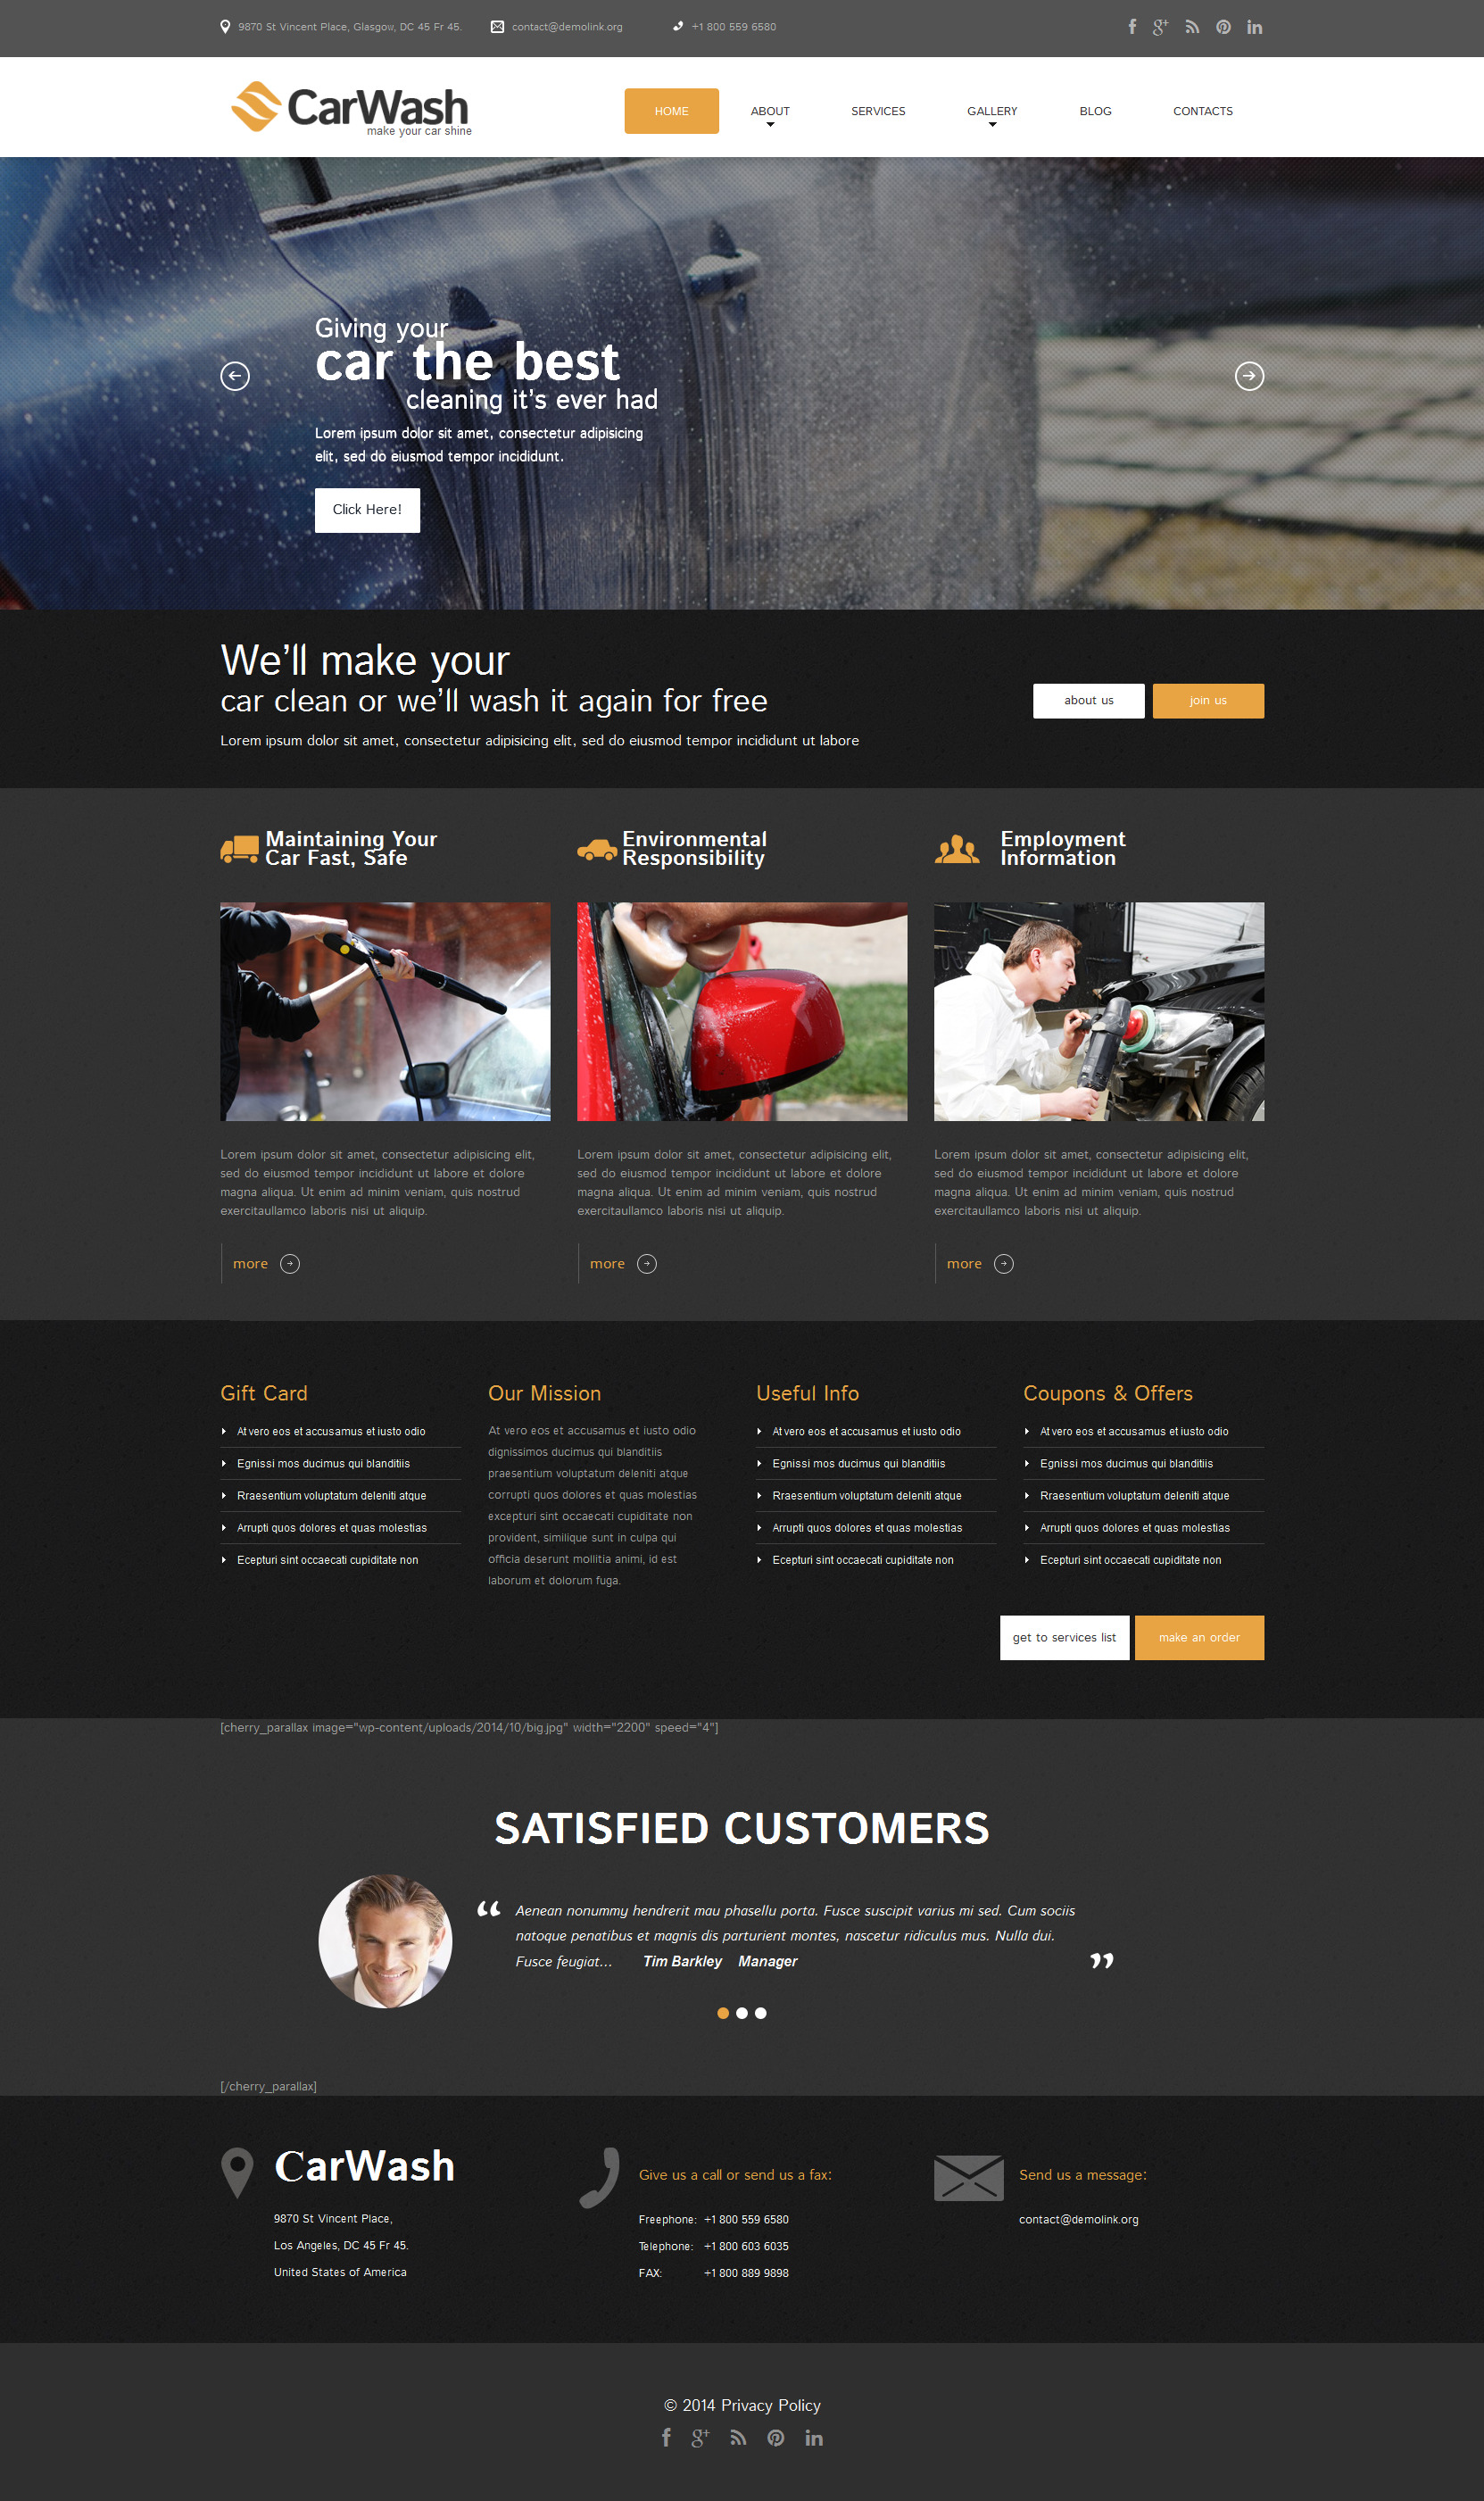 9870 St Vincent Place, Glasgow, DC 45 Fr 45.
contact@demolink.org
+1 800 559 6580
CarWash
make your car shine
HOME
ABOUT
SERVICES
GALLERY
BLOG
CONTACTS
Giving your
car the best
cleaning it's ever had
Lorem ipsum dolor sit amet, consectetur adipisicing
elit, sed do eiusmod tempor incididunt.
Click Here!
We'll make your
car clean or we'll wash it again for free
Lorem ipsum dolor sit amet, consectetur adipisicing elit, sed do eiusmod tempor incididunt ut labore
about us
join us
Maintaining Your
Car Fast, Safe
Lorem ipsum dolor sit amet, consectetur adipisicing elit,
sed do eiusmod tempor incididunt ut labore et dolore
magna aliqua. Ut enim ad minim veniam, quis nostrud
exercitaullamco laboris nisi ut aliquip.
more
Environmental
Responsibility
Lorem ipsum dolor sit amet, consectetur adipisicing elit,
sed do eiusmod tempor incididunt ut labore et dolore
magna aliqua. Ut enim ad minim veniam, quis nostrud
exercitaullamco laboris nisi ut aliquip.
more
Employment
Information
Lorem ipsum dolor sit amet, consectetur adipisicing elit,
sed do eiusmod tempor incididunt ut labore et dolore
magna aliqua. Ut enim ad minim veniam, quis nostrud
exercitaullamco laboris nisi ut aliquip.
more
Gift Card
At vero eos et accusamus et iusto odio
Egnissi mos ducimus qui blanditiis
Rraesentium voluptatum deleniti atque
Arrupti quos dolores et quas molestias
Ecepturi sint occaecati cupiditate non
Our Mission
At vero eos et accusamus et iusto odio
dignissimos ducimus qui blanditiis
praesentium voluptatum deleniti atque
corrupti quos dolores et quas molestias
excepturi sint occaecati cupiditate non
provident, similique sunt in culpa qui
officia deserunt mollitia animi, id est
laborum et dolorum fuga.
Useful Info
At vero eos et accusamus et iusto odio
Egnissi mos ducimus qui blanditiis
Rraesentium voluptatum deleniti atque
Arrupti quos dolores et quas molestias
Ecepturi sint occaecati cupiditate non
Coupons & Offers
At vero eos et accusamus et iusto odio
Egnissi mos ducimus qui blanditiis
Rraesentium voluptatum deleniti atque
Arrupti quos dolores et quas molestias
Ecepturi sint occaecati cupiditate non
get to services list
make an order
[cherry_parallax image="wp-content/uploads/2014/10/big.jpg" width="2200" speed="4"]
SATISFIED CUSTOMERS
“ Aenean nonummy hendrerit mau phasellu porta. Fusce suscipit varius mi sed. Cum sociis
natoque penatibus et magnis dis parturient montes, nascetur ridiculus mus. Nulla dui.
Fusce feugiat... Tim Barkley Manager ”
[/cherry_parallax]
CarWash
9870 St Vincent Place,
Los Angeles, DC 45 Fr 45.
United States of America
Give us a call or send us a fax:
Freephone: +1 800 559 6580
Telephone: +1 800 603 6035
FAX: +1 800 889 9898
Send us a message:
contact@demolink.org
© 2014 Privacy Policy